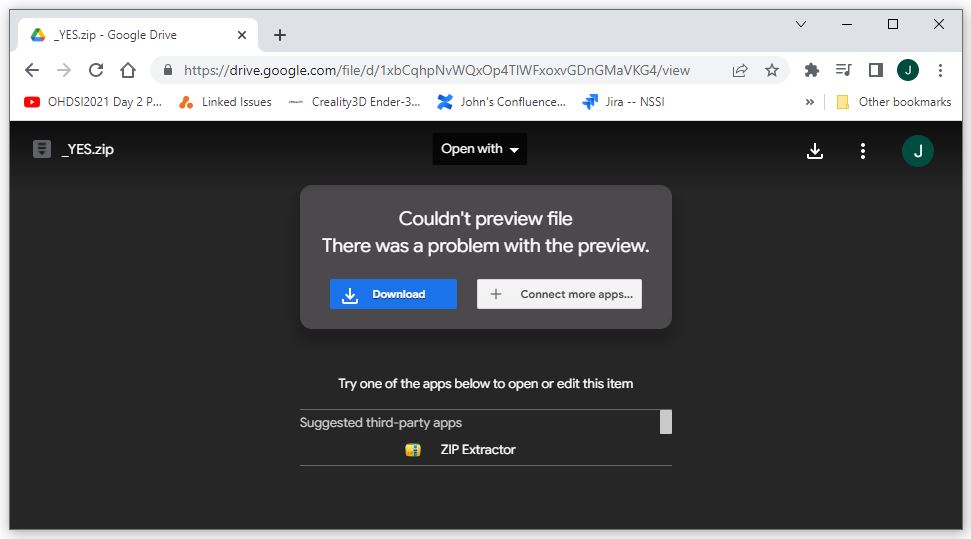 _YES.zip - Google Drive
https://drive.google.com/file/d/1xbCqhpNvWQxOp4TlWFxoxvGDnGMaVKG4/view
J
OHDSI2021 Day 2 P... Linked Issues Creality3D Ender-3... John's Confluence... Jira -- NSSI » Other bookmarks
_YES.zip Open with J
Couldn't preview file
There was a problem with the preview.
Download Connect more apps...
Try one of the apps below to open or edit this item
Suggested third-party apps
ZIP Extractor